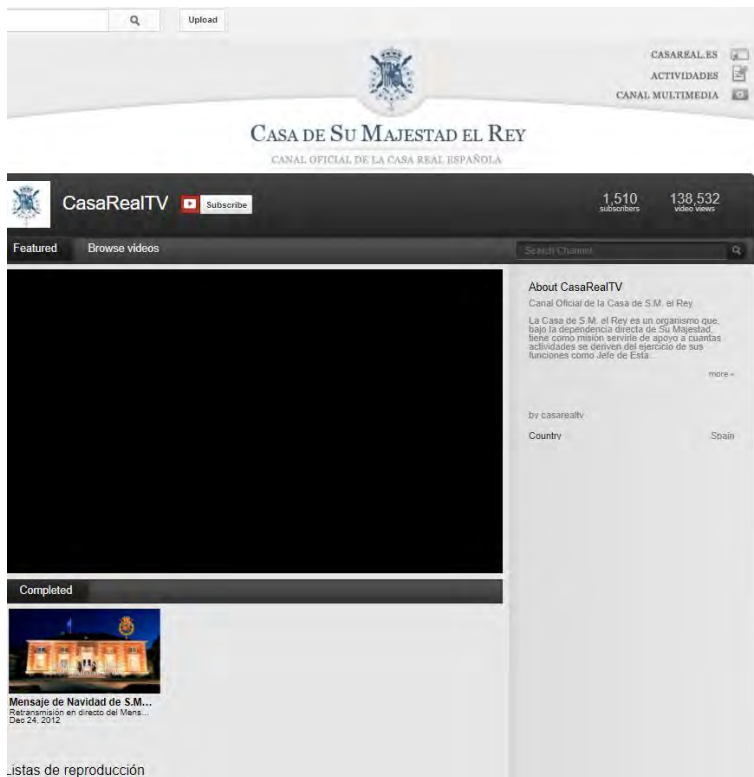 Upload
CASAREAL.ES
ACTIVIDADES
CANAL MULTIMEDIA
CASA DE SU MAJESTAD EL REY
CANAL OFICIAL DE LA CASA REAL ESPAÑOLA
CasaRealTV Subscribe
1,510 138,532
subscribers video views
Featured Browse videos
Search Channel
About CasaRealTV
Canal Oficial de la Casa de S.M. el Rey
La Casa de S.M. el Rey es un organismo que,
bajo la dependencia directa de Su Majestad,
tiene como misión servirle de apoyo a cuantas
actividades se deriven del ejercicio de sus
funciones como Jefe de Esta...
more »
by casarealtv
Country Spain
Completed
Mensaje de Navidad de S.M...
Retransmisión en directo del Mens...
Dec 24, 2012
Listas de reproducción